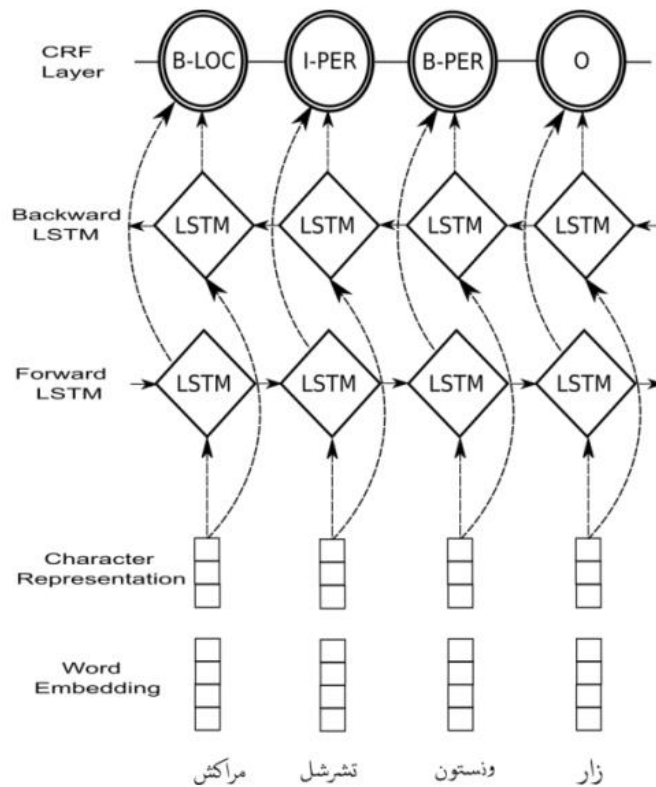 CRF
Layer
B-LOC I-PER B-PER O
Backward
LSTM
LSTM LSTM LSTM LSTM
Forward
LSTM
LSTM LSTM LSTM LSTM
Character
Representation
Word
Embedding
زار ونستون تشرشل مراكش